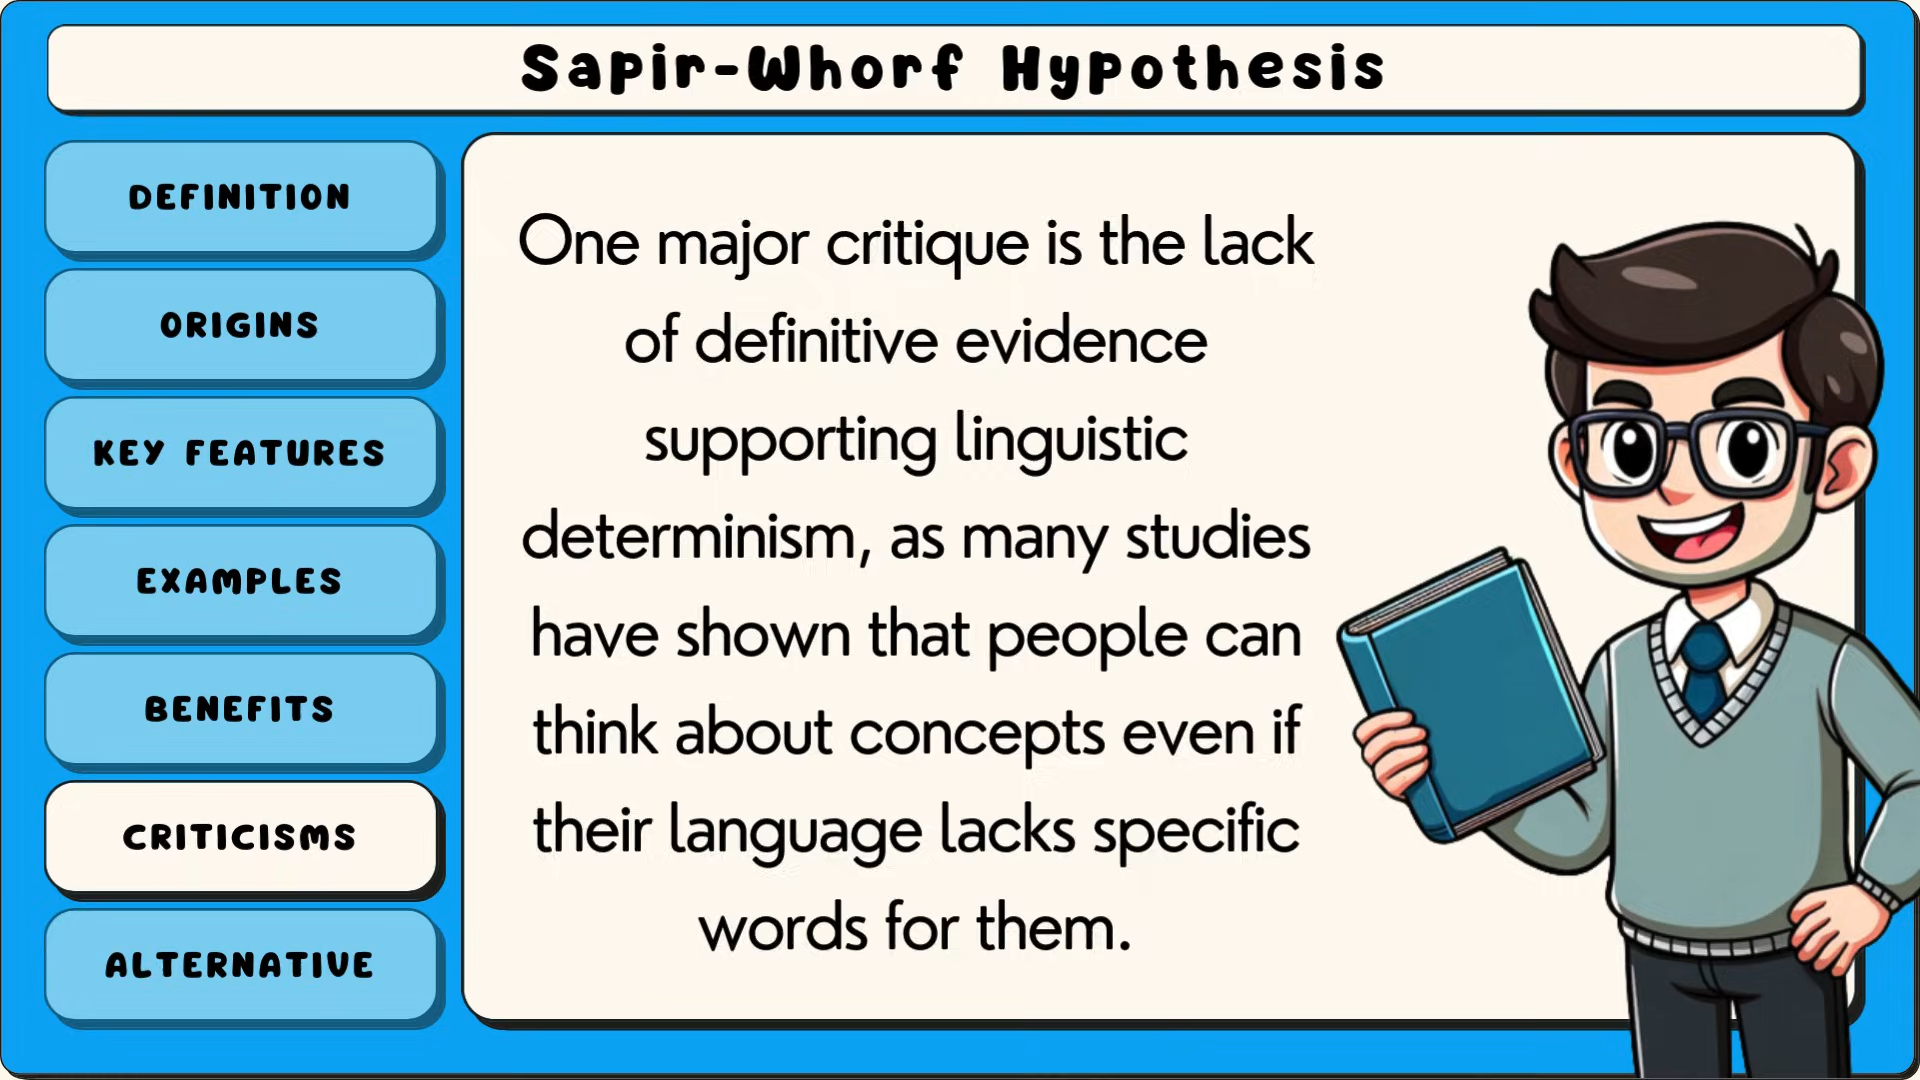 Sapir-Whorf Hypothesis
DEFINITION
ORIGINS
KEY FEATURES
EXAMPLES
BENEFITS
CRITICISMS
ALTERNATIVE
One major critique is the lack
of definitive evidence
supporting linguistic
determinism, as many studies
have shown that people can
think about concepts even if
their language lacks specific
words for them.